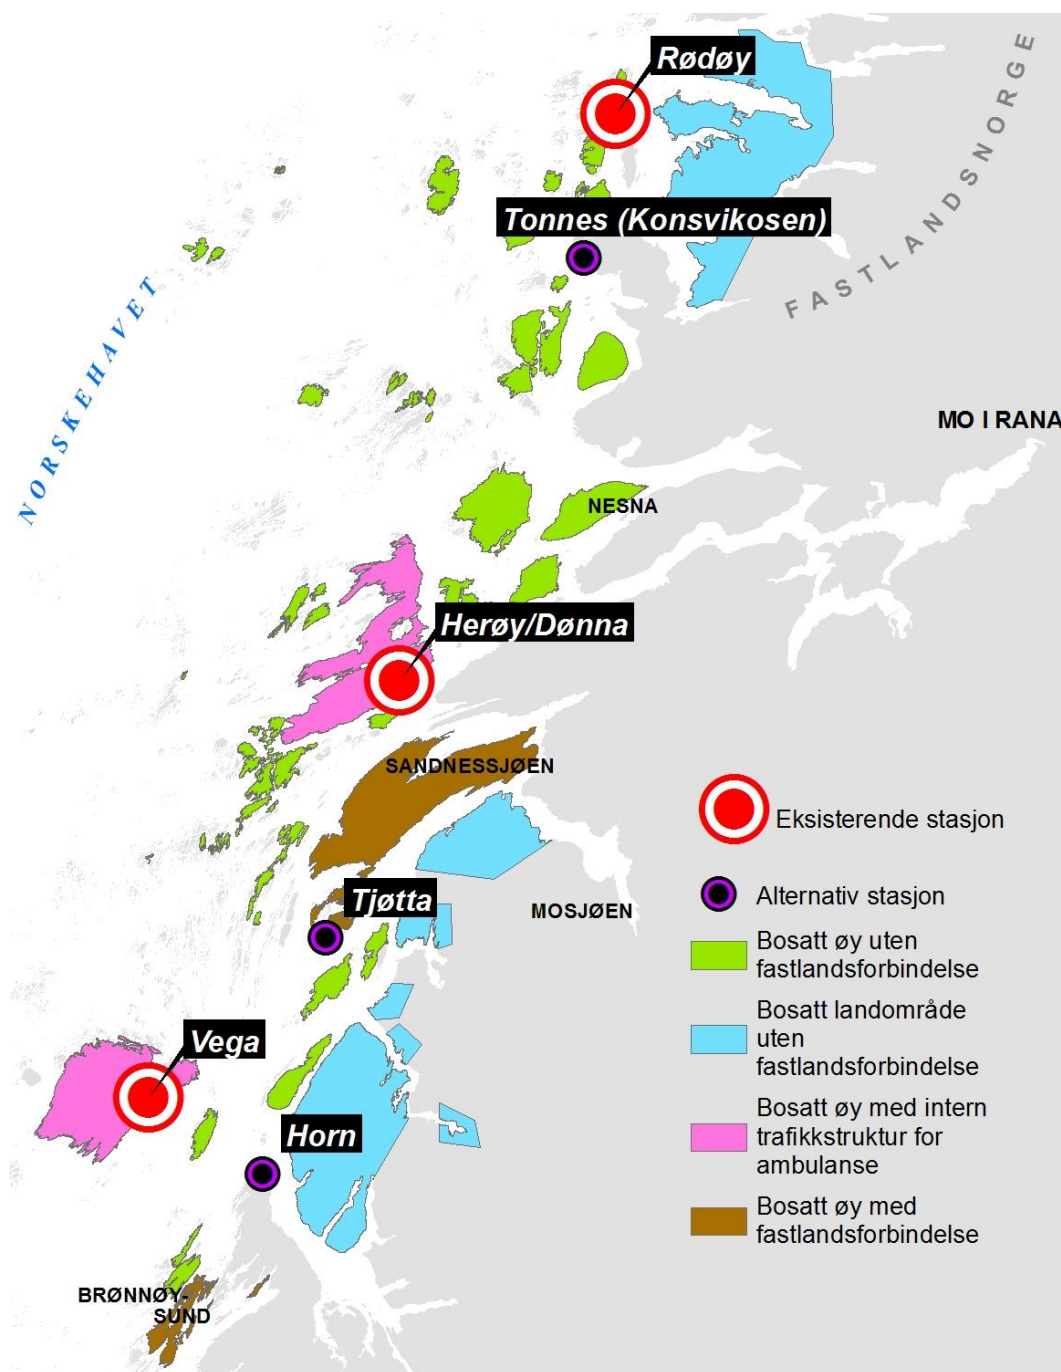 Rødøy
FASTLANDSNORGE
Tonnes (Konsvikosen)
NORSKEHAVET
MO I RANA
NESNA
Herøy/Dønna
SANDNESSJØEN
Tjøtta
MOSJØEN
Vega
Horn
BRØNNØY-
SUND
Eksisterende stasjon
Alternativ stasjon
Bosatt øy uten
fastlandsforbindelse
Bosatt landområde
uten
fastlandsforbindelse
Bosatt øy med intern
trafikkstruktur for
ambulanse
Bosatt øy med
fastlandsforbindelse